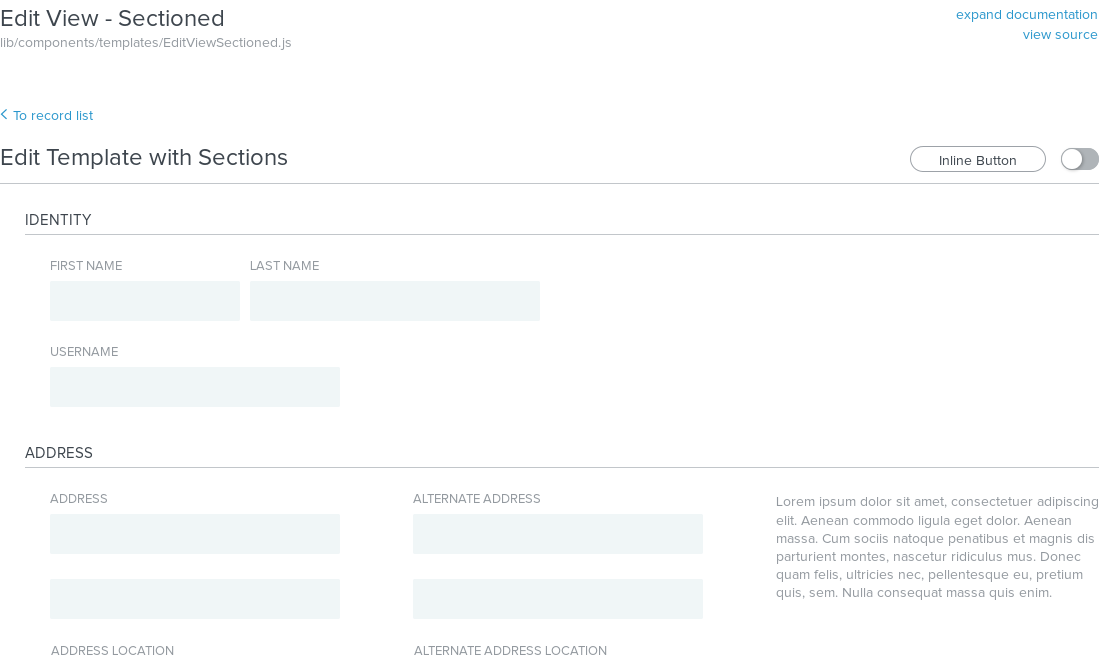 Edit View - Sectioned
expand documentation
lib/components/templates/EditViewSectioned.js
view source
To record list
Edit Template with Sections
Inline Button
IDENTITY
FIRST NAME
LAST NAME
USERNAME
ADDRESS
ADDRESS
ALTERNATE ADDRESS
Lorem ipsum dolor sit amet, consectetuer adipiscing
elit. Aenean commodo ligula eget dolor. Aenean
massa. Cum sociis natoque penatibus et magnis dis
parturient montes, nascetur ridiculus mus. Donec
quam felis, ultricies nec, pellentesque eu, pretium
quis, sem. Nulla consequat massa quis enim.
ADDRESS LOCATION
ALTERNATE ADDRESS LOCATION